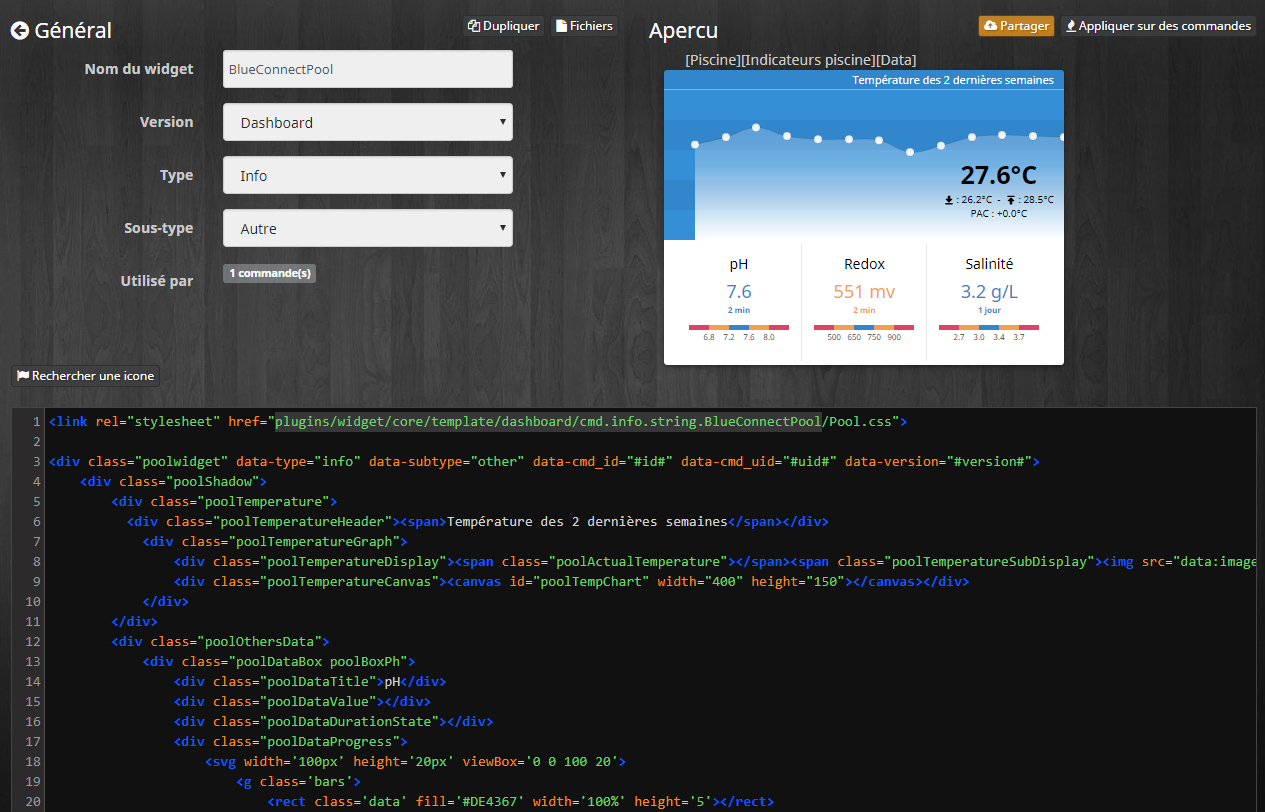 Général
Dupliquer
Fichiers
Nom du widget
BlueConnectPool
Version
Dashboard
Type
Info
Sous-type
Autre
Utilisé par
1 commande(s)
Rechercher une icone
Apercu
Partager
Appliquer sur des commandes
[Piscine][Indicateurs piscine][Data]
Température des 2 dernières semaines
27.6°C
: 26.2°C - : 28.5°C
PAC : +0.0°C
pH
7.6
2 min
6.8 7.2 7.6 8.0
Redox
551 mv
2 min
500 650 750 900
Salinité
3.2 g/L
1 jour
2.7 3.0 3.4 3.7
1 <link rel="stylesheet" href="plugins/widget/core/template/dashboard/cmd.info.string.BlueConnectPool/Pool.css">
2
3 <div class="poolwidget" data-type="info" data-subtype="other" data-cmd_id="#id#" data-cmd_uid="#uid#" data-version="#version#">
4 <div class="poolShadow">
5 <div class="poolTemperature">
6 <div class="poolTemperatureHeader"><span>Température des 2 dernières semaines</span></div>
7 <div class="poolTemperatureGraph">
8 <div class="poolTemperatureDisplay"><span class="poolActualTemperature"></span><span class="poolTemperatureSubDisplay"><img src="data:image
9 <div class="poolTemperatureCanvas"><canvas id="poolTempChart" width="400" height="150"></canvas></div>
10 </div>
11 </div>
12 <div class="poolOthersData">
13 <div class="poolDataBox poolBoxPh">
14 <div class="poolDataTitle">pH</div>
15 <div class="poolDataValue"></div>
16 <div class="poolDataDurationState"></div>
17 <div class="poolDataProgress">
18 <svg width='100px' height='20px' viewBox='0 0 100 20'>
19 <g class='bars'>
20 <rect class='data' fill='#DE4367' width='100%' height='5'></rect>